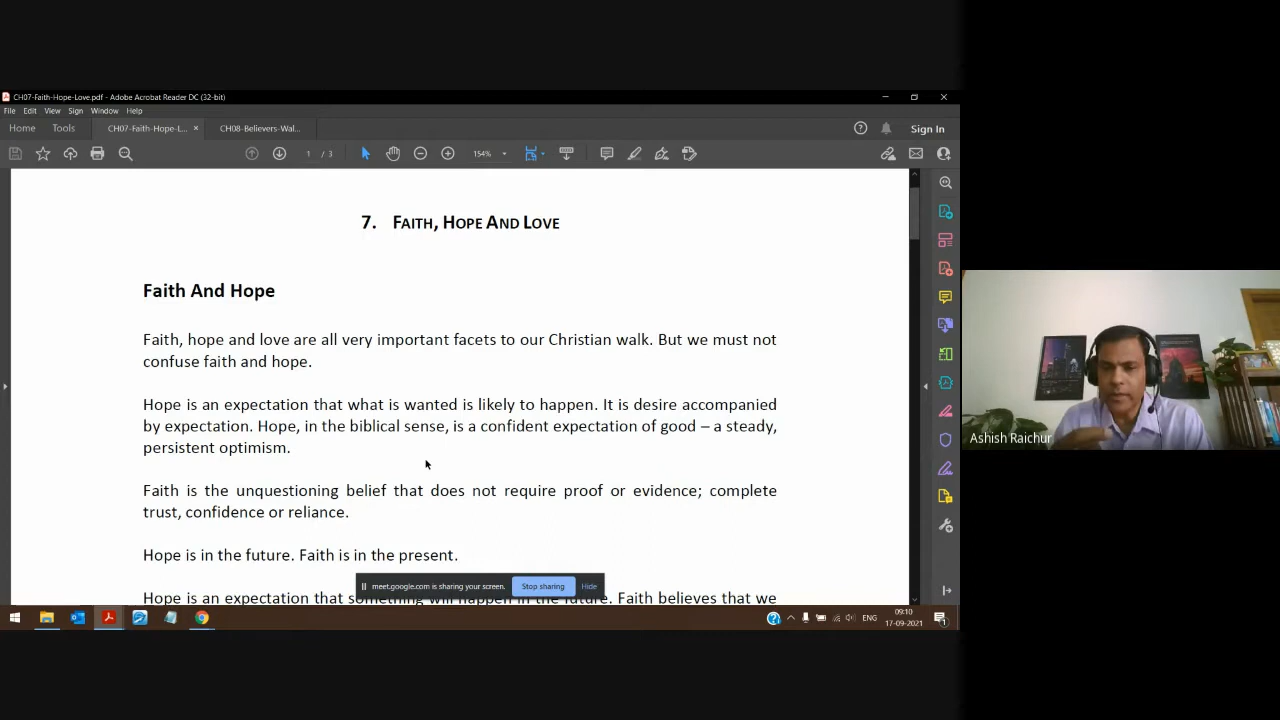 CH07-Faith-Hope-Love.pdf - Adobe Acrobat Reader DC (32-bit)
File Edit View Sign Window Help
Home Tools CH07-Faith-Hope-L... × CH08-Believers-Wal... Sign In
1 / 3 154%
7. FAITH, HOPE AND LOVE
Faith And Hope
Faith, hope and love are all very important facets to our Christian walk. But we must not
confuse faith and hope.
Hope is an expectation that what is wanted is likely to happen. It is desire accompanied
by expectation. Hope, in the biblical sense, is a confident expectation of good – a steady,
persistent optimism.
Faith is the unquestioning belief that does not require proof or evidence; complete
trust, confidence or reliance.
Hope is in the future. Faith is in the present.
meet.google.com is sharing your screen. Stop sharing Hide
Hope is an expectation that something will happen in the future. Faith believes that we
ENG
09:10
17-09-2021
Ashish Raichur